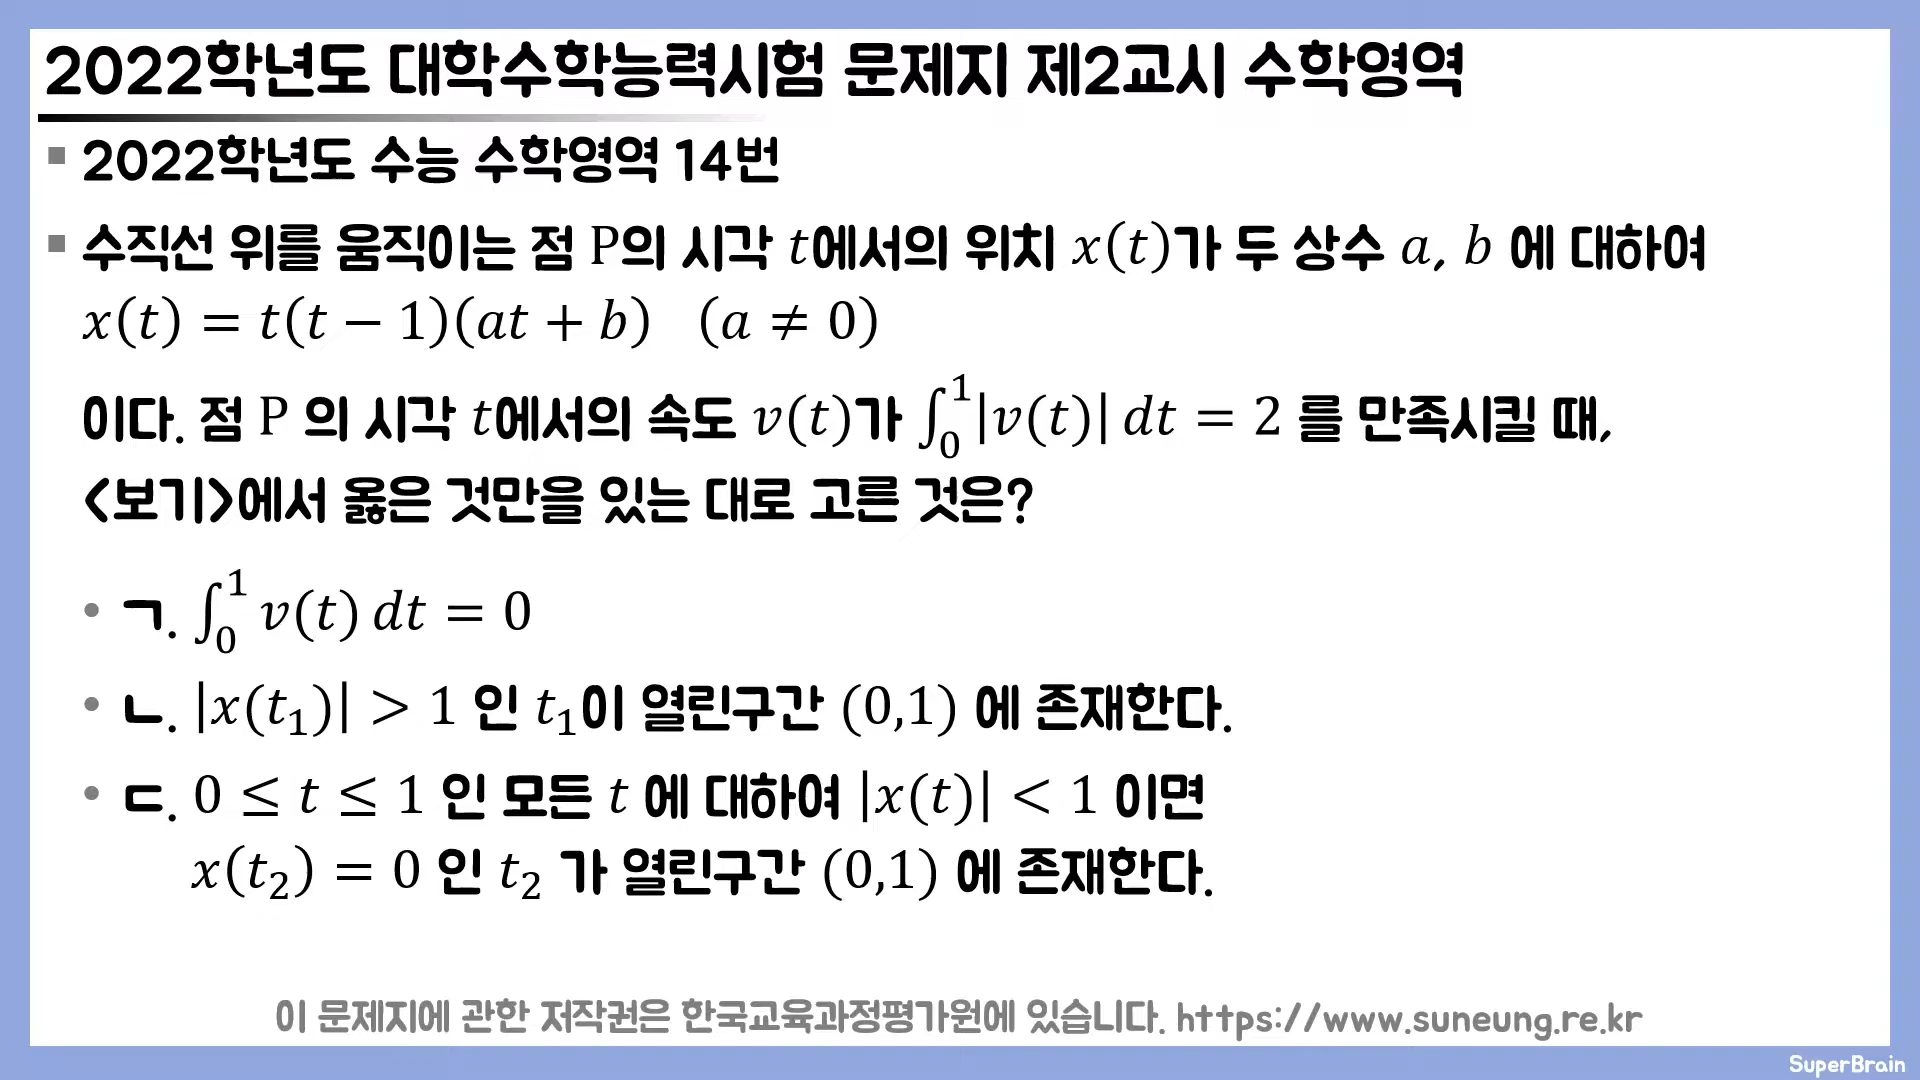 2022학년도 대학수학능력시험 문제지 제2교시 수학영역
▪ 2022학년도 수능 수학영역 14번
▪ 수직선 위를 움직이는 점 P의 시각 t에서의 위치 x(t)가 두 상수 a, b 에 대하여
x(t) = t(t − 1)(at + b)   (a ≠ 0)
이다. 점 P 의 시각 t에서의 속도 v(t)가 ∫₀¹|v(t)| dt = 2 를 만족시킬 때,
<보기>에서 옳은 것만을 있는 대로 고른 것은?
• ㄱ. ∫₀¹ v(t) dt = 0
• ㄴ. |x(t₁)| > 1 인 t₁이 열린구간 (0,1) 에 존재한다.
• ㄷ. 0 ≤ t ≤ 1 인 모든 t 에 대하여 |x(t)| < 1 이면
x(t₂) = 0 인 t₂ 가 열린구간 (0,1) 에 존재한다.
이 문제지에 관한 저작권은 한국교육과정평가원에 있습니다. https://www.suneung.re.kr
SuperBrain